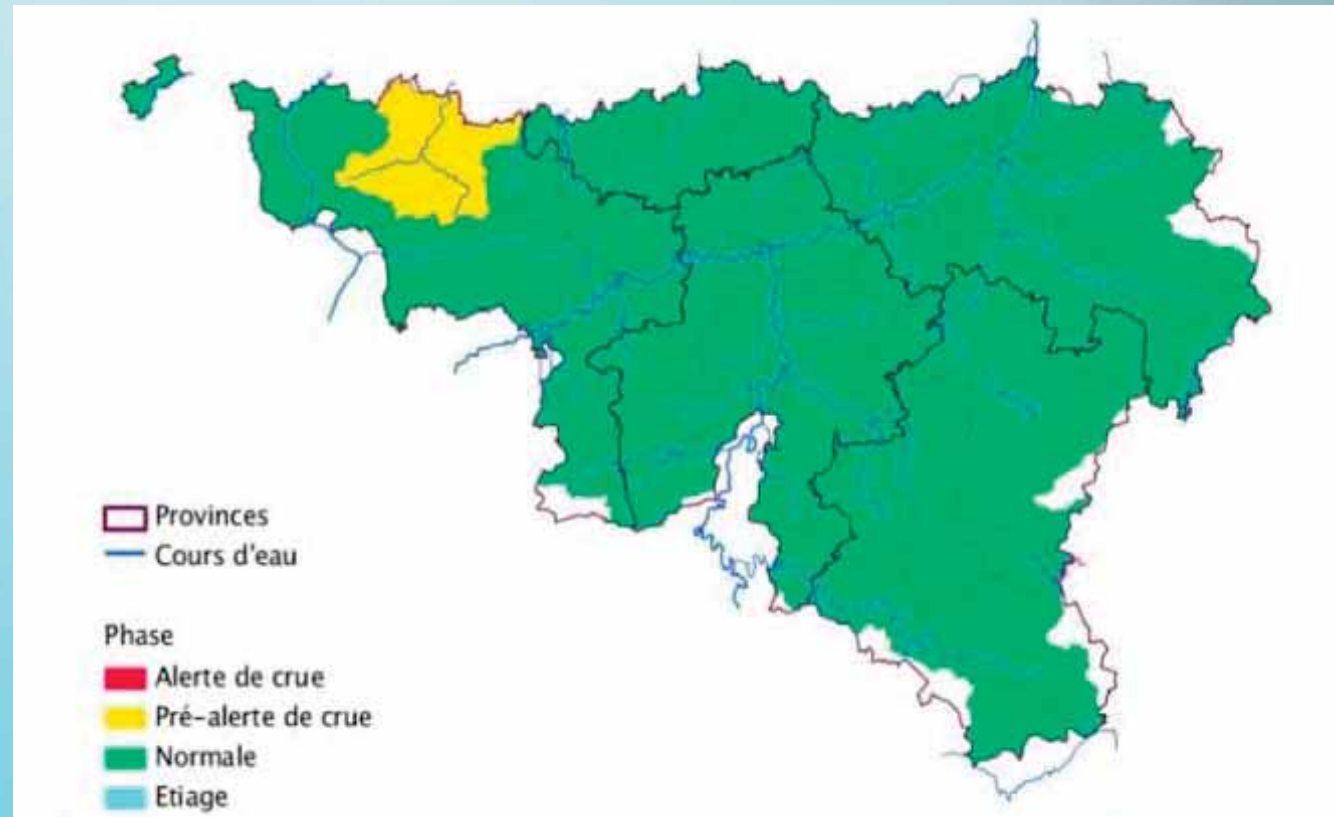 Provinces
Cours d'eau
Phase
Alerte de crue
Pré-alerte de crue
Normale
Etiage